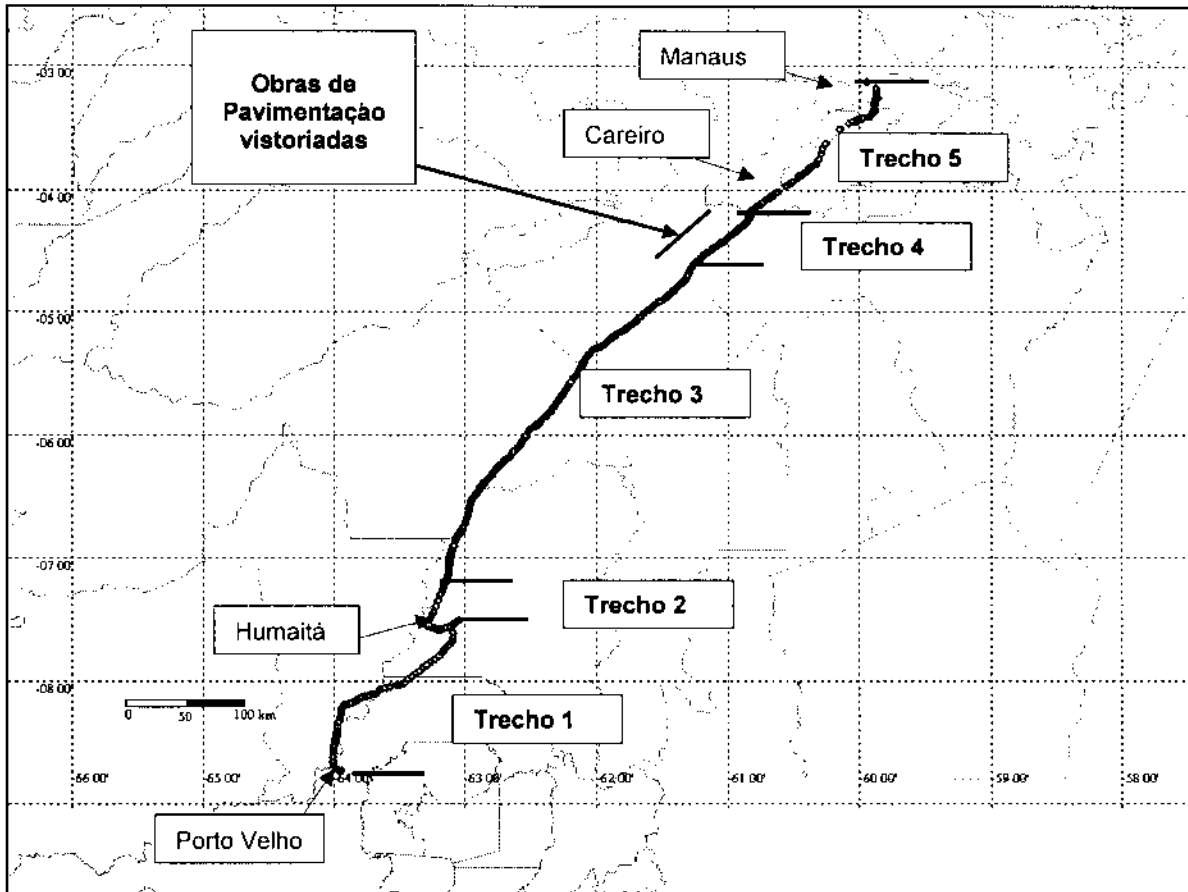 Manaus
-03 00'
Obras de
Pavimentação
vistoriadas
Careiro
Trecho 5
-04 00'
Trecho 4
-05 00'
Trecho 3
-06 00'
-07 00'
Trecho 2
Humaitá
-08 00'
0 50 100 km
Trecho 1
-66 00' -65 00' -64 00' -63 00' -62 00' -61 00' -60 00' -59 00' -58 00'
Porto Velho